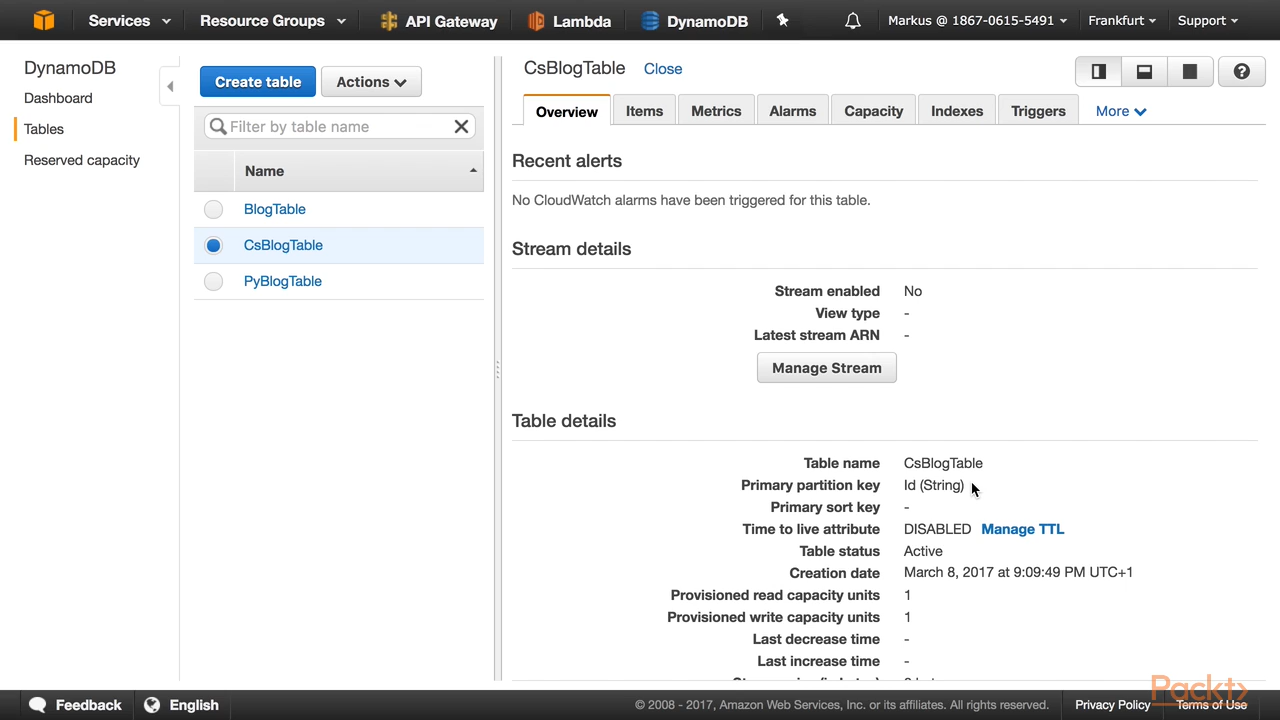 Services Resource Groups API Gateway Lambda DynamoDB Markus @ 1867-0615-5491 Frankfurt Support
DynamoDB
Dashboard
Tables
Reserved capacity
Create table Actions
Filter by table name
Name
BlogTable
CsBlogTable
PyBlogTable
CsBlogTable Close
Overview Items Metrics Alarms Capacity Indexes Triggers More
Recent alerts
No CloudWatch alarms have been triggered for this table.
Stream details
Stream enabled No
View type -
Latest stream ARN -
Manage Stream
Table details
Table name CsBlogTable
Primary partition key Id (String)
Primary sort key -
Time to live attribute DISABLED Manage TTL
Table status Active
Creation date March 8, 2017 at 9:09:49 PM UTC+1
Provisioned read capacity units 1
Provisioned write capacity units 1
Last decrease time -
Last increase time -
Feedback English © 2008 - 2017, Amazon Web Services, Inc. or its affiliates. All rights reserved. Privacy Policy Terms of Use
Packt